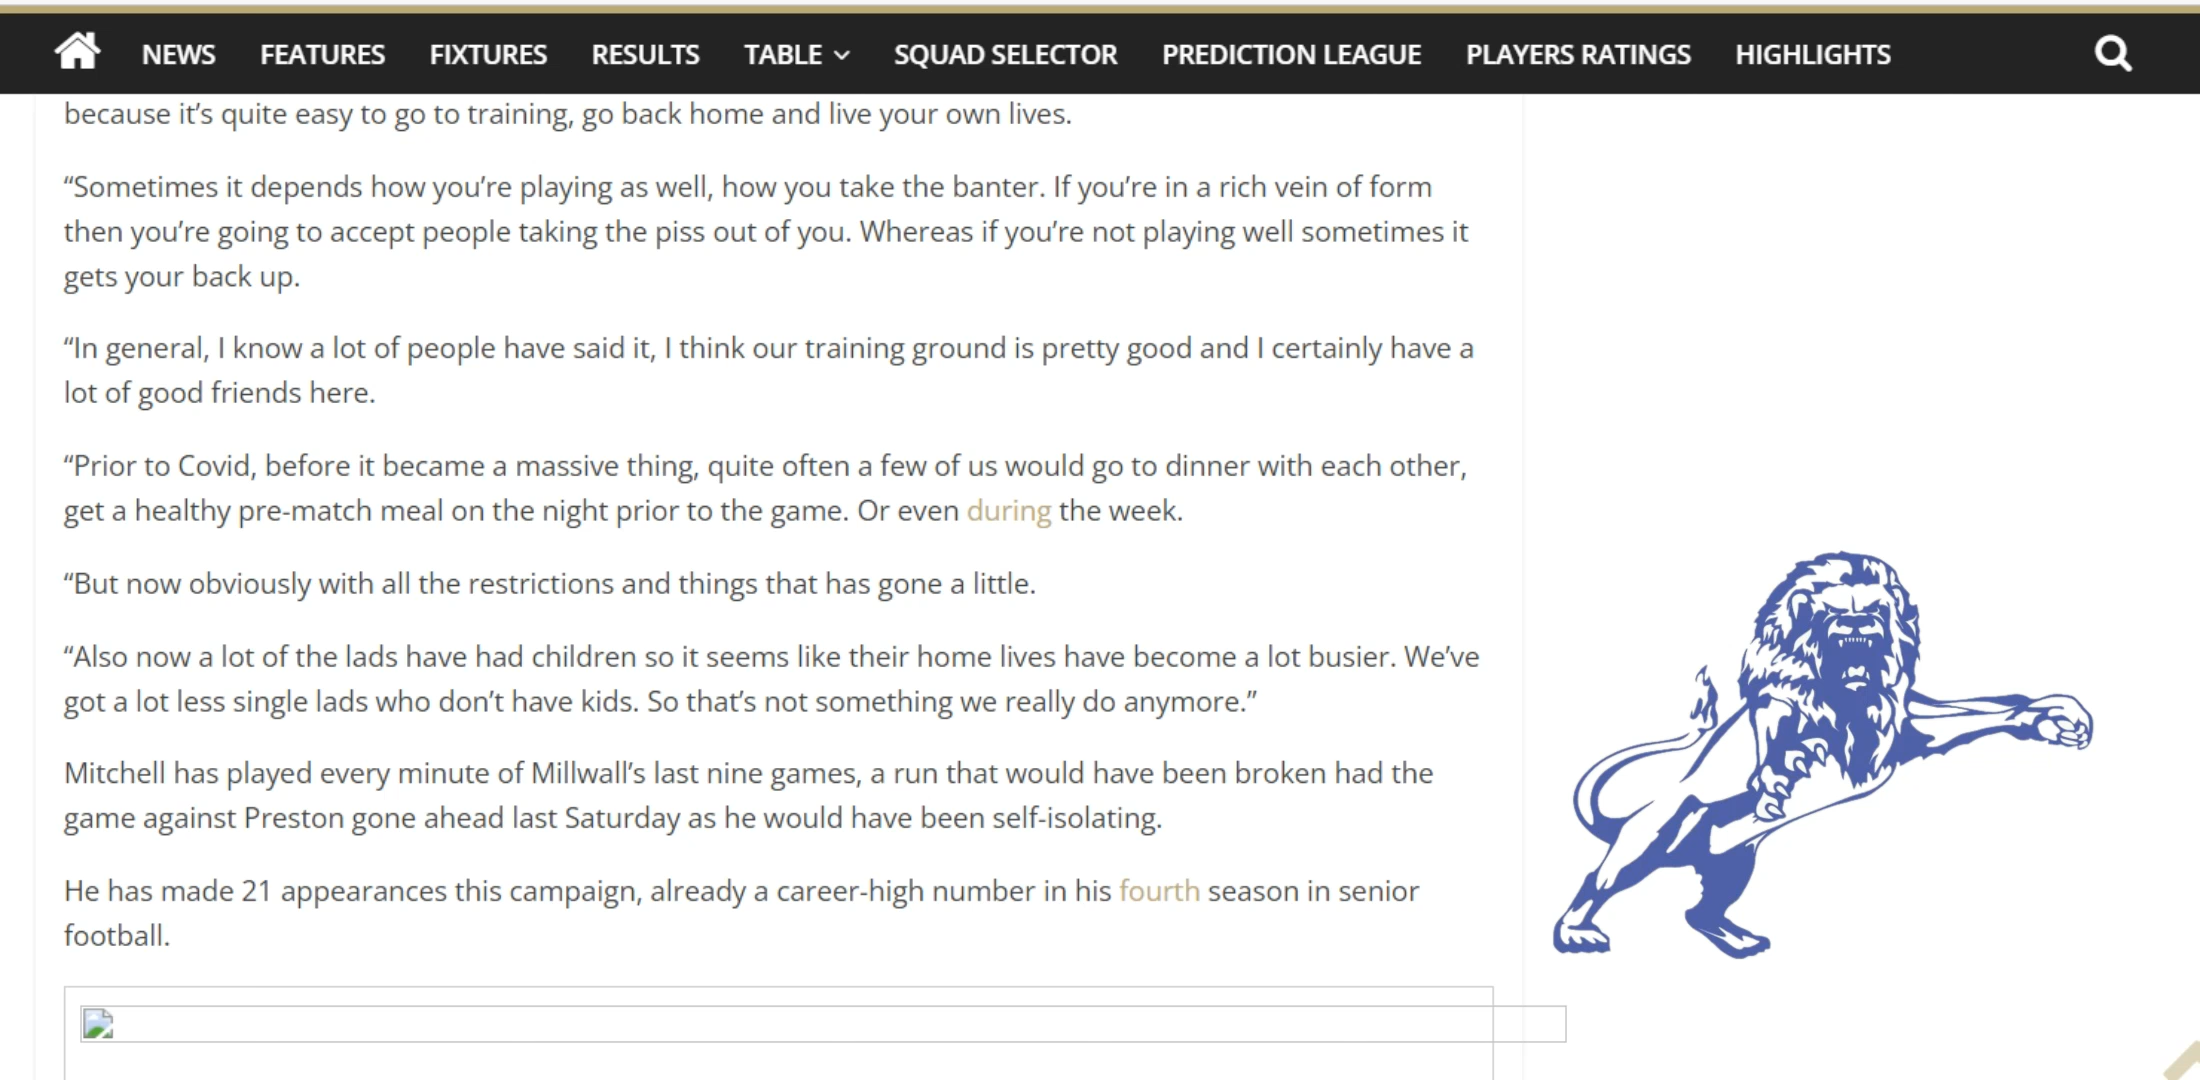 NEWS FEATURES FIXTURES RESULTS TABLE SQUAD SELECTOR PREDICTION LEAGUE PLAYERS RATINGS HIGHLIGHTS
because it’s quite easy to go to training, go back home and live your own lives.
“Sometimes it depends how you’re playing as well, how you take the banter. If you’re in a rich vein of form
then you’re going to accept people taking the piss out of you. Whereas if you’re not playing well sometimes it
gets your back up.
“In general, I know a lot of people have said it, I think our training ground is pretty good and I certainly have a
lot of good friends here.
“Prior to Covid, before it became a massive thing, quite often a few of us would go to dinner with each other,
get a healthy pre-match meal on the night prior to the game. Or even during the week.
“But now obviously with all the restrictions and things that has gone a little.
“Also now a lot of the lads have had children so it seems like their home lives have become a lot busier. We’ve
got a lot less single lads who don’t have kids. So that’s not something we really do anymore.”
Mitchell has played every minute of Millwall’s last nine games, a run that would have been broken had the
game against Preston gone ahead last Saturday as he would have been self-isolating.
He has made 21 appearances this campaign, already a career-high number in his fourth season in senior
football.